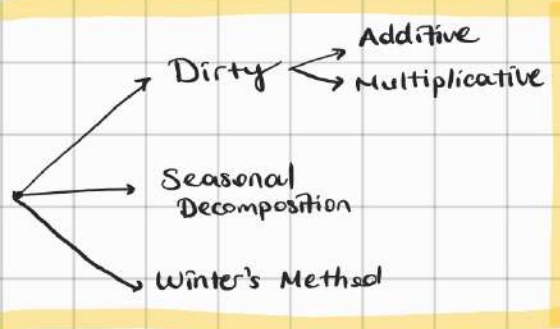 Additive
Dirty
Multiplicative
Seasonal
Decomposition
Winter's Method